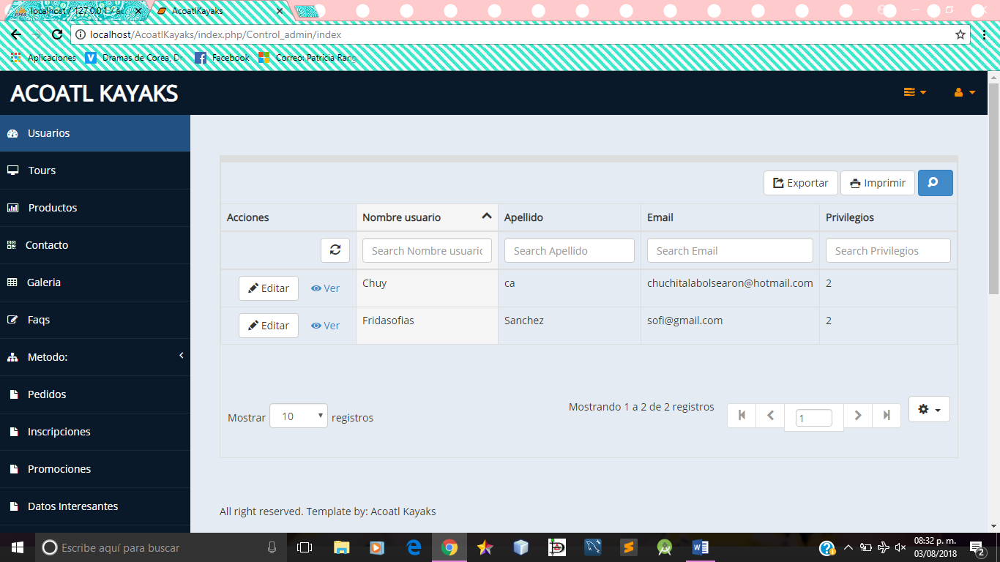 localhost / 127.0.0.1 / ac
AcoatlKayaks
localhost/AcoatlKayaks/index.php/Control_admin/index
Aplicaciones
Dramas de Corea, Dr
Facebook
Correo: Patricia Rang
ACOATL KAYAKS
Usuarios
Tours
Productos
Contacto
Galeria
Faqs
Metodo:
Pedidos
Inscripciones
Promociones
Datos Interesantes
Exportar
Imprimir
Acciones Nombre usuario Apellido Email Privilegios
Search Nombre usuario Search Apellido Search Email Search Privilegios
Editar Ver Chuy ca chuchitalabolsearon@hotmail.com 2
Editar Ver Fridasofias Sanchez sofi@gmail.com 2
Mostrar 10 registros
Mostrando 1 a 2 de 2 registros
1
All right reserved. Template by: Acoatl Kayaks
Escribe aquí para buscar
08:32 p. m.
03/08/2018
2